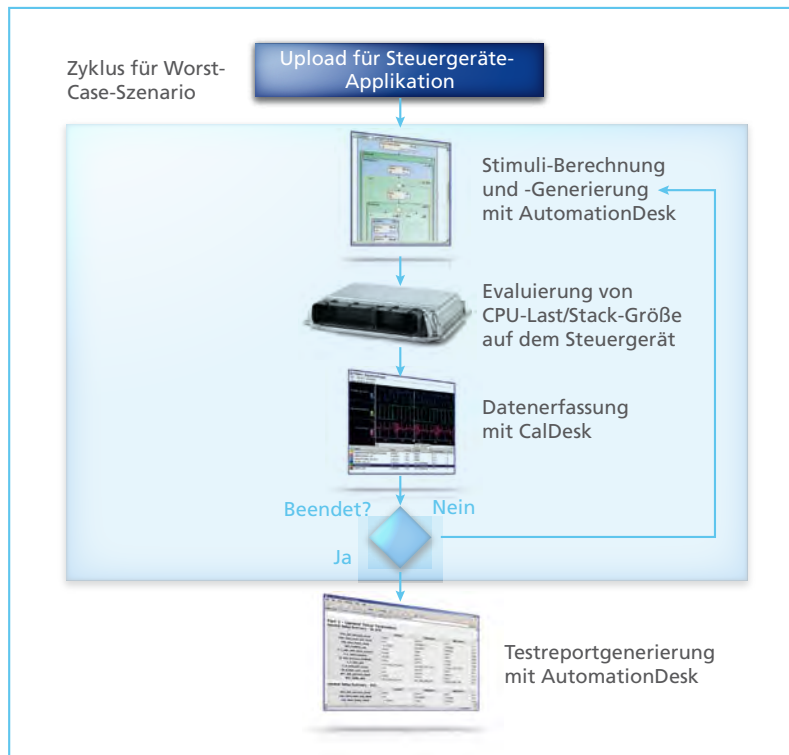 Zyklus für Worst-
Case-Szenario
Upload für Steuergeräte-
Applikation
Stimuli-Berechnung
und -Generierung
mit AutomationDesk
Evaluierung von
CPU-Last/Stack-Größe
auf dem Steuergerät
Datenerfassung
mit CalDesk
Beendet?
Nein
Ja
Testreportgenerierung
mit AutomationDesk